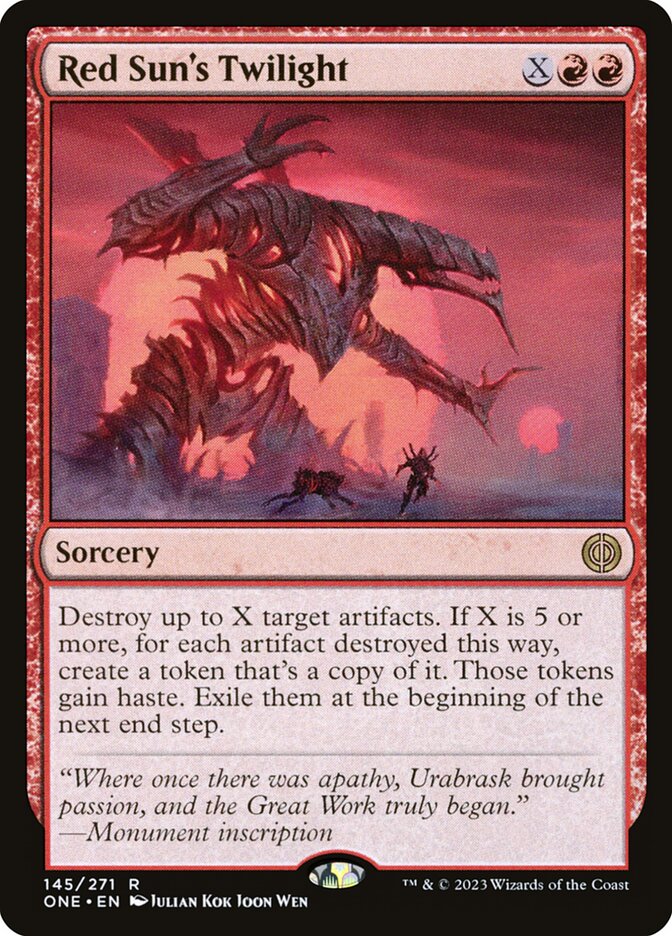 Red Sun's Twilight
X
Sorcery
Destroy up to X target artifacts. If X is 5 or
more, for each artifact destroyed this way,
create a token that's a copy of it. Those tokens
gain haste. Exile them at the beginning of the
next end step.
“Where once there was apathy, Urabrask brought
passion, and the Great Work truly began.”
—Monument inscription
145/271 R
ONE • EN Julian Kok Joon Wen
™ & © 2023 Wizards of the Coast